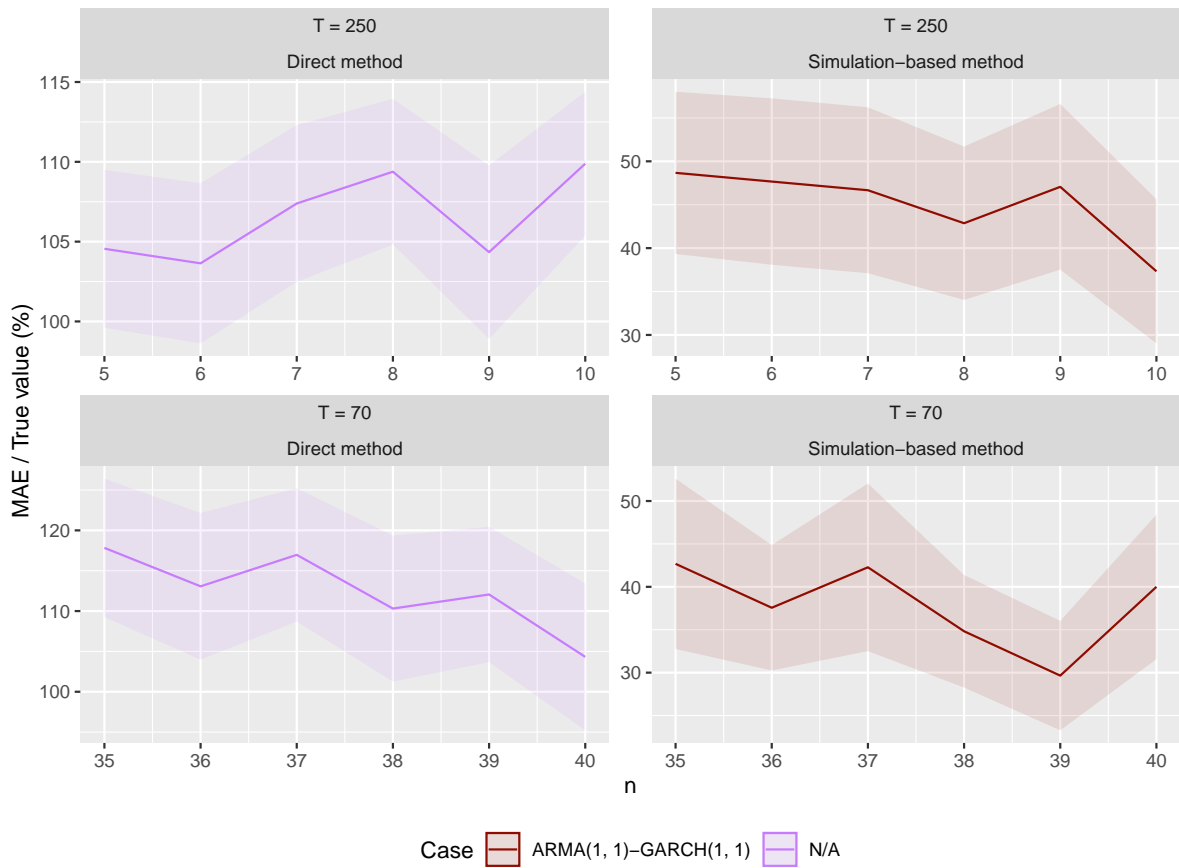 T = 250
Direct method
T = 250
Simulation−based method
115
110
105
100
5 6 7 8 9 10
50
40
30
5 6 7 8 9 10
MAE / True value (%)
T = 70
Direct method
T = 70
Simulation−based method
120
110
100
35 36 37 38 39 40
50
40
30
35 36 37 38 39 40
n
Case ARMA(1, 1)−GARCH(1, 1) N/A